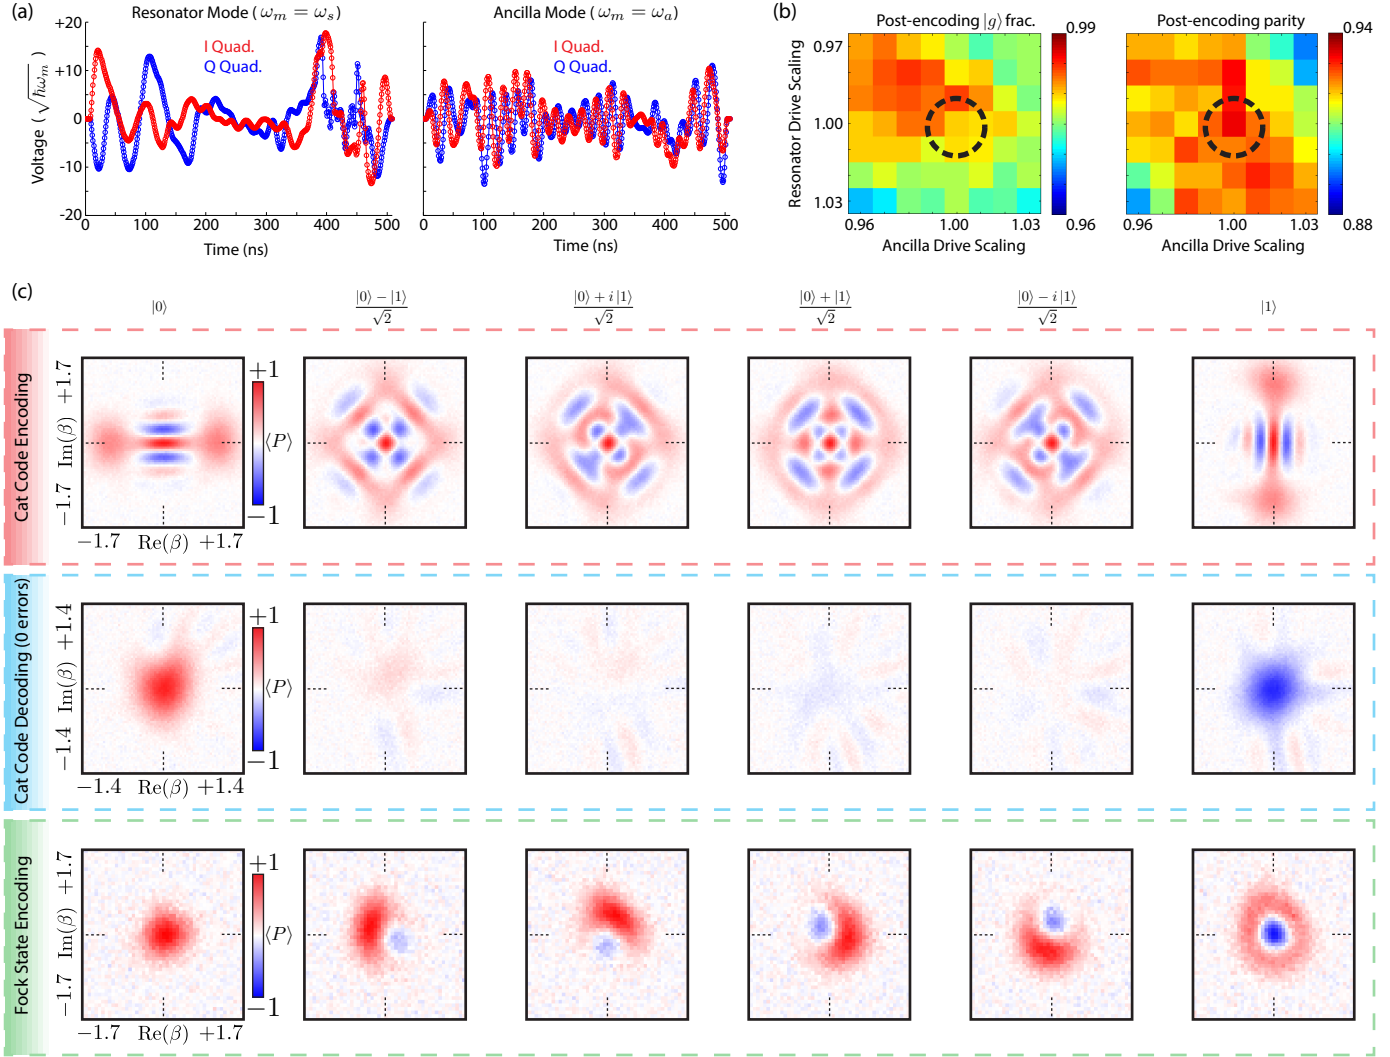 (a)
Resonator Mode ( ω_m = ω_s )
Ancilla Mode ( ω_m = ω_a )
I Quad.
Q Quad.
I Quad.
Q Quad.
Voltage ( √ħω_m )
+20
+10
0
-10
-20
0
100
200
300
400
500
Time (ns)
0
100
200
300
400
500
Time (ns)
(b)
Post-encoding |g⟩ frac.
Post-encoding parity
Resonator Drive Scaling
0.97
1.00
1.03
0.96
1.00
1.03
Ancilla Drive Scaling
0.99
0.96
0.96
1.00
1.03
Ancilla Drive Scaling
0.94
0.88
(c)
|0⟩
|0⟩ − |1⟩
√2
|0⟩ + i |1⟩
√2
|0⟩ + |1⟩
√2
|0⟩ − i |1⟩
√2
|1⟩
Cat Code Encoding
−1.7 Im(β) +1.7
−1.7 Re(β) +1.7
+1
⟨P⟩
−1
Cat Code Decoding (0 errors)
−1.4 Im(β) +1.4
−1.4 Re(β) +1.4
+1
⟨P⟩
−1
Fock State Encoding
−1.7 Im(β) +1.7
−1.7 Re(β) +1.7
+1
⟨P⟩
−1